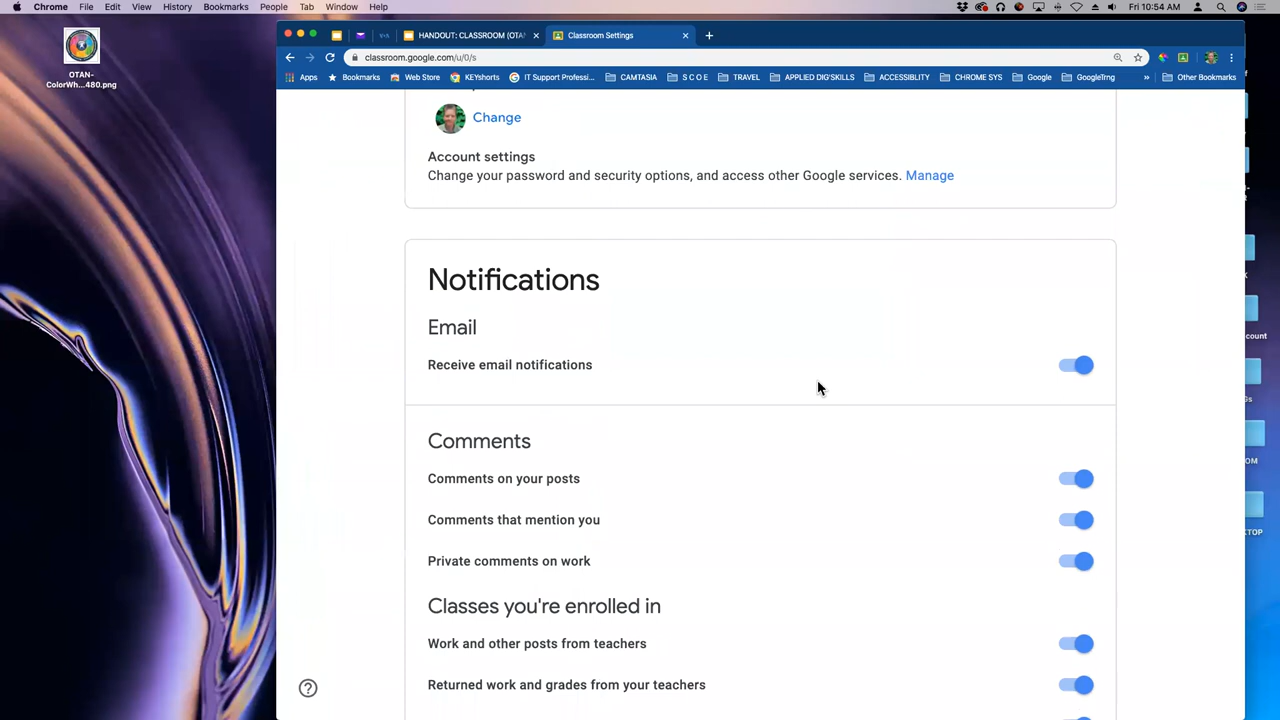 Chrome File Edit View History Bookmarks People Tab Window Help
Fri 10:54 AM
OTAN-
ColorWh...480.png
HANDOUT: CLASSROOM (OTA
Classroom Settings
classroom.google.com/u/0/s
Apps Bookmarks Web Store KEYshorts IT Support Professi... CAMTASIA S C O E TRAVEL APPLIED DIG'SKILLS ACCESSIBLITY CHROME SYS Google GoogleTrng » Other Bookmarks
Change
Account settings
Change your password and security options, and access other Google services. Manage
Notifications
Email
Receive email notifications
Comments
Comments on your posts
Comments that mention you
Private comments on work
Classes you're enrolled in
Work and other posts from teachers
Returned work and grades from your teachers